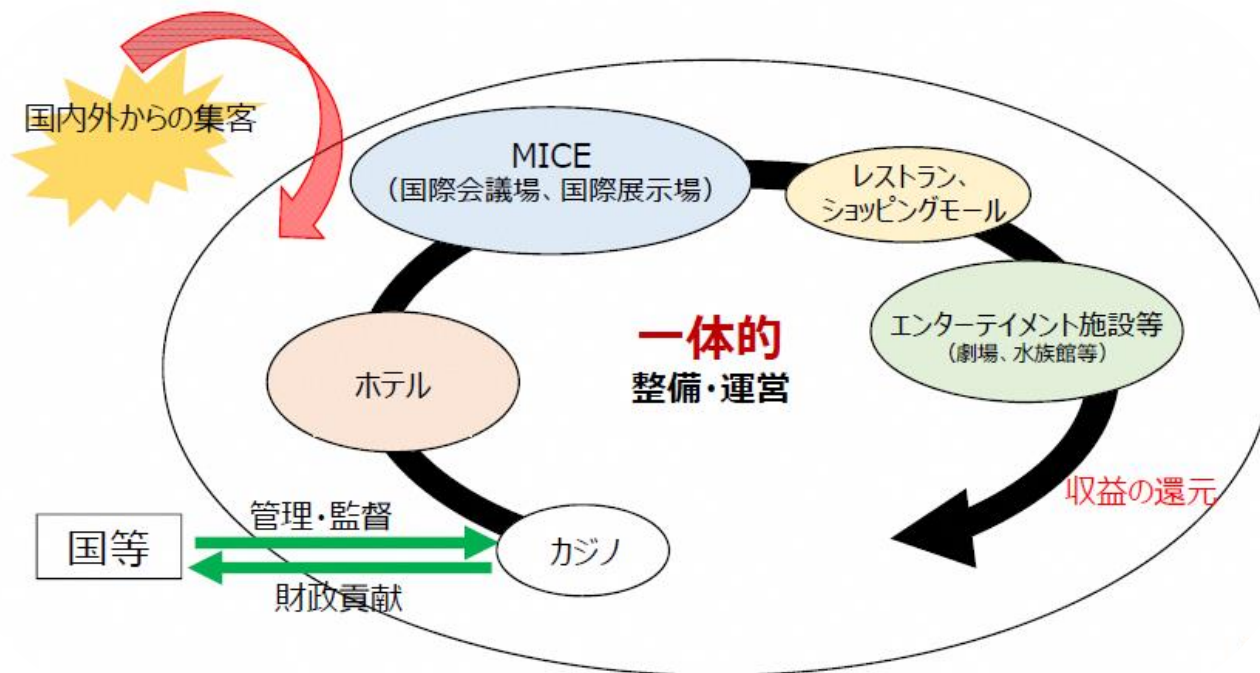 国内外からの集客
MICE
（国際会議場、国際展示場）
レストラン、
ショッピングモール
エンターテイメント施設等
（劇場、水族館等）
一体的
整備・運営
ホテル
収益の還元
管理・監督
国等
カジノ
財政貢献